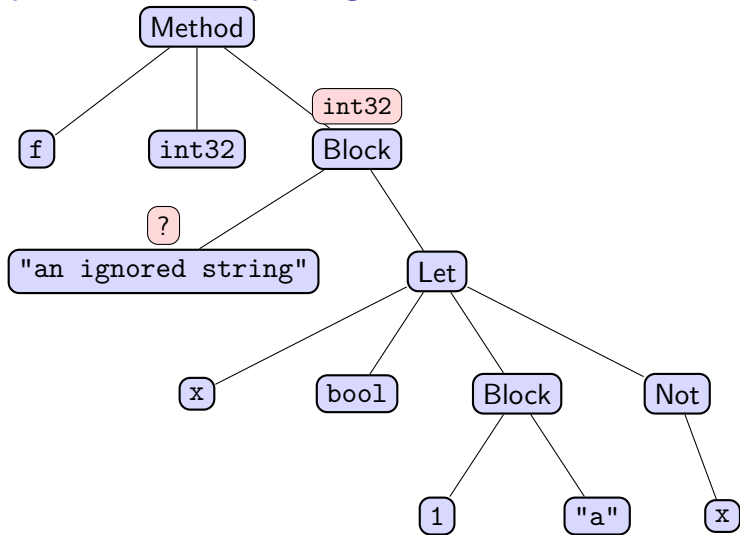 Method
int32
f
int32
Block
?
"an ignored string"
Let
x
bool
Block
Not
1
"a"
x